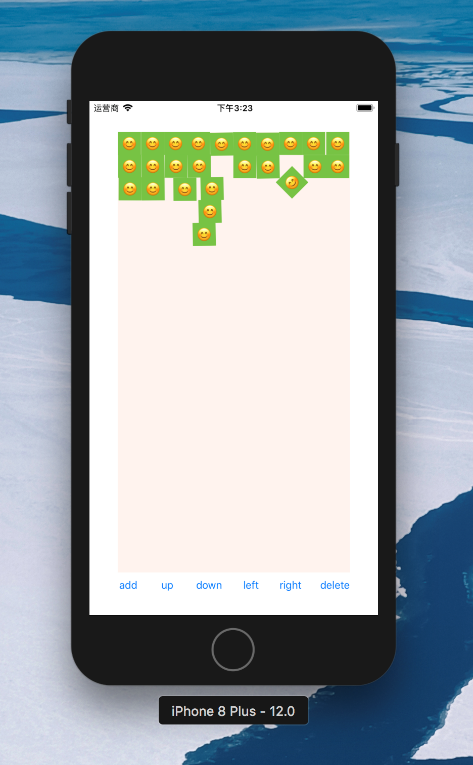 运营商 下午3:23
add up down left right delete
iPhone 8 Plus - 12.0